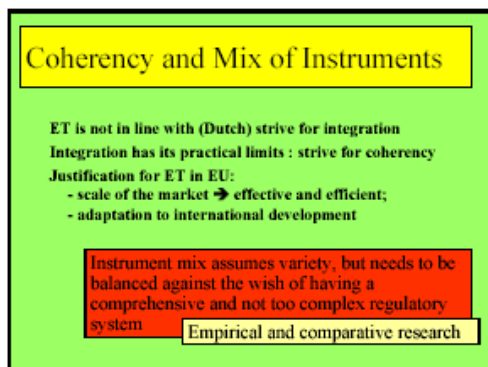 Coherency and Mix of Instruments
ET is not in line with (Dutch) strive for integration
Integration has its practical limits : strive for coherency
Justification for ET in EU:
- scale of the market ➔ effective and efficient;
- adaptation to international development
Instrument mix assumes variety, but needs to be
balanced against the wish of having a
comprehensive and not too complex regulatory
system
Empirical and comparative research